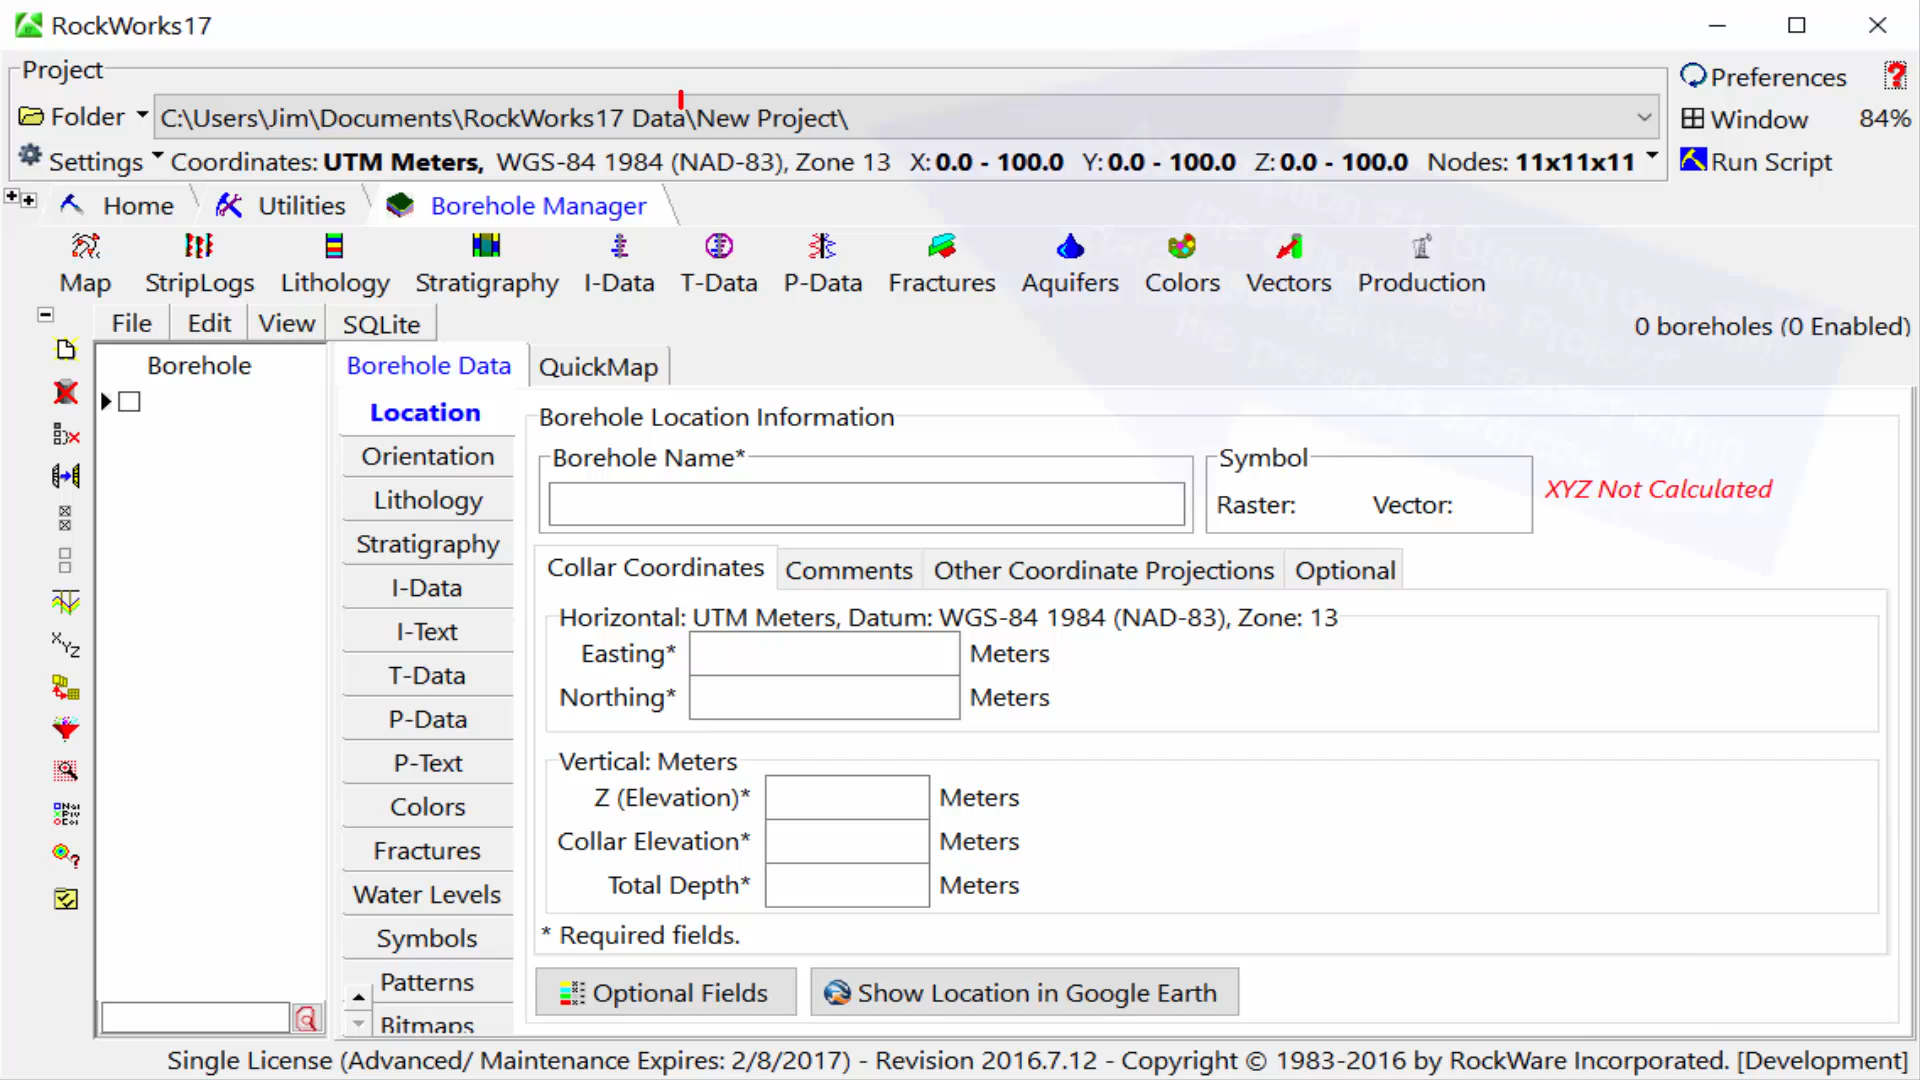 RockWorks17
Project
Folder C:\Users\Jim\Documents\RockWorks17 Data\New Project\
Preferences
Window 84%
Settings Coordinates: UTM Meters, WGS-84 1984 (NAD-83), Zone 13 X: 0.0 - 100.0 Y: 0.0 - 100.0 Z: 0.0 - 100.0 Nodes: 11x11x11
Run Script
Home Utilities Borehole Manager
Map StripLogs Lithology Stratigraphy I-Data T-Data P-Data Fractures Aquifers Colors Vectors Production
File Edit View SQLite
0 boreholes (0 Enabled)
Borehole
Borehole Data QuickMap
Location
Orientation
Lithology
Stratigraphy
I-Data
I-Text
T-Data
P-Data
P-Text
Colors
Fractures
Water Levels
Symbols
Patterns
Bitmaps
Borehole Location Information
Borehole Name*
Symbol
Raster: Vector:
XYZ Not Calculated
Collar Coordinates Comments Other Coordinate Projections Optional
Horizontal: UTM Meters, Datum: WGS-84 1984 (NAD-83), Zone: 13
Easting* Meters
Northing* Meters
Vertical: Meters
Z (Elevation)* Meters
Collar Elevation* Meters
Total Depth* Meters
* Required fields.
Optional Fields Show Location in Google Earth
Single License (Advanced/ Maintenance Expires: 2/8/2017) - Revision 2016.7.12 - Copyright © 1983-2016 by RockWare Incorporated. [Development]